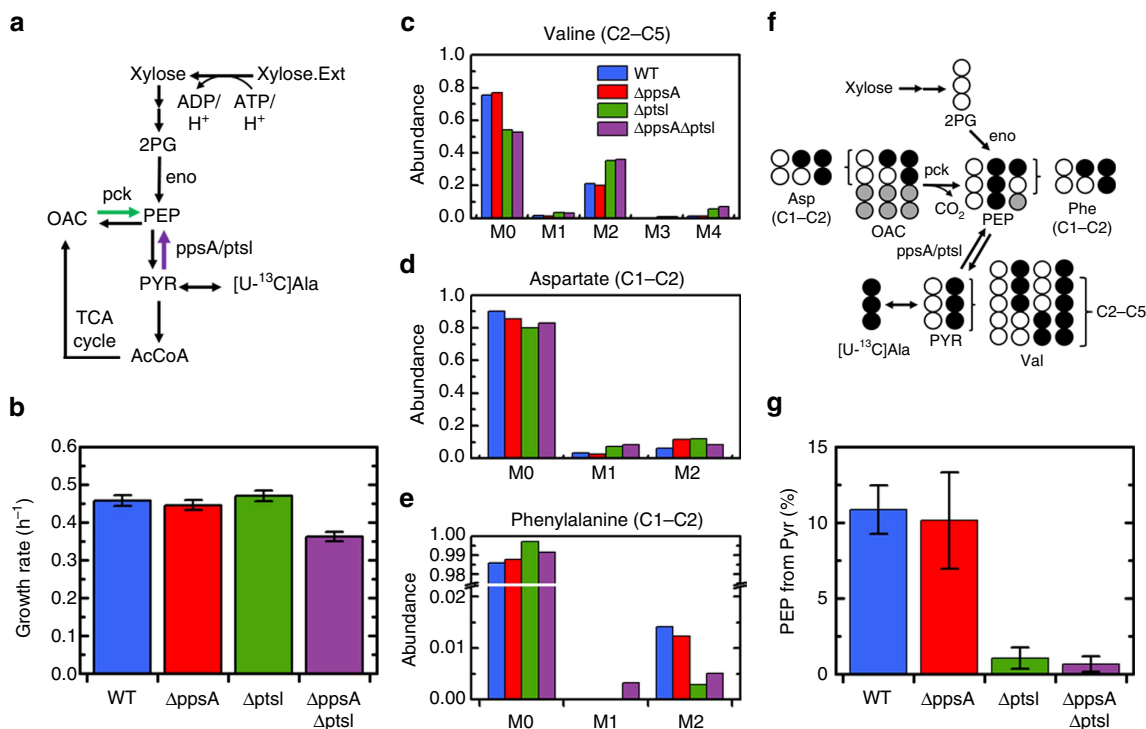 a
Xylose
Xylose.Ext
ADP/
H+
ATP/
H+
2PG
eno
pck
OAC
PEP
ppsA/ptsI
PYR
[U-13C]Ala
TCA
cycle
AcCoA
b
Growth rate (h−1)
0.6
0.5
0.4
0.3
0.2
0.1
0.0
WT
ΔppsA
ΔptsI
ΔppsA
ΔptsI
c
Valine (C2–C5)
Abundance
1.0
0.8
0.6
0.4
0.2
0.0
WT
ΔppsA
ΔptsI
ΔppsAΔptsI
M0
M1
M2
M3
M4
d
Aspartate (C1–C2)
Abundance
1.0
0.8
0.6
0.4
0.2
0.0
M0
M1
M2
e
Phenylalanine (C1–C2)
Abundance
1.00
0.99
0.98
0.02
0.01
0.00
M0
M1
M2
f
Xylose
2PG
eno
pck
Asp
(C1–C2)
OAC
CO2
PEP
Phe
(C1–C2)
ppsA/ptsI
[U-13C]Ala
PYR
Val
C2–C5
g
PEP from Pyr (%)
15
10
5
0
WT
ΔppsA
ΔptsI
ΔppsA
ΔptsI